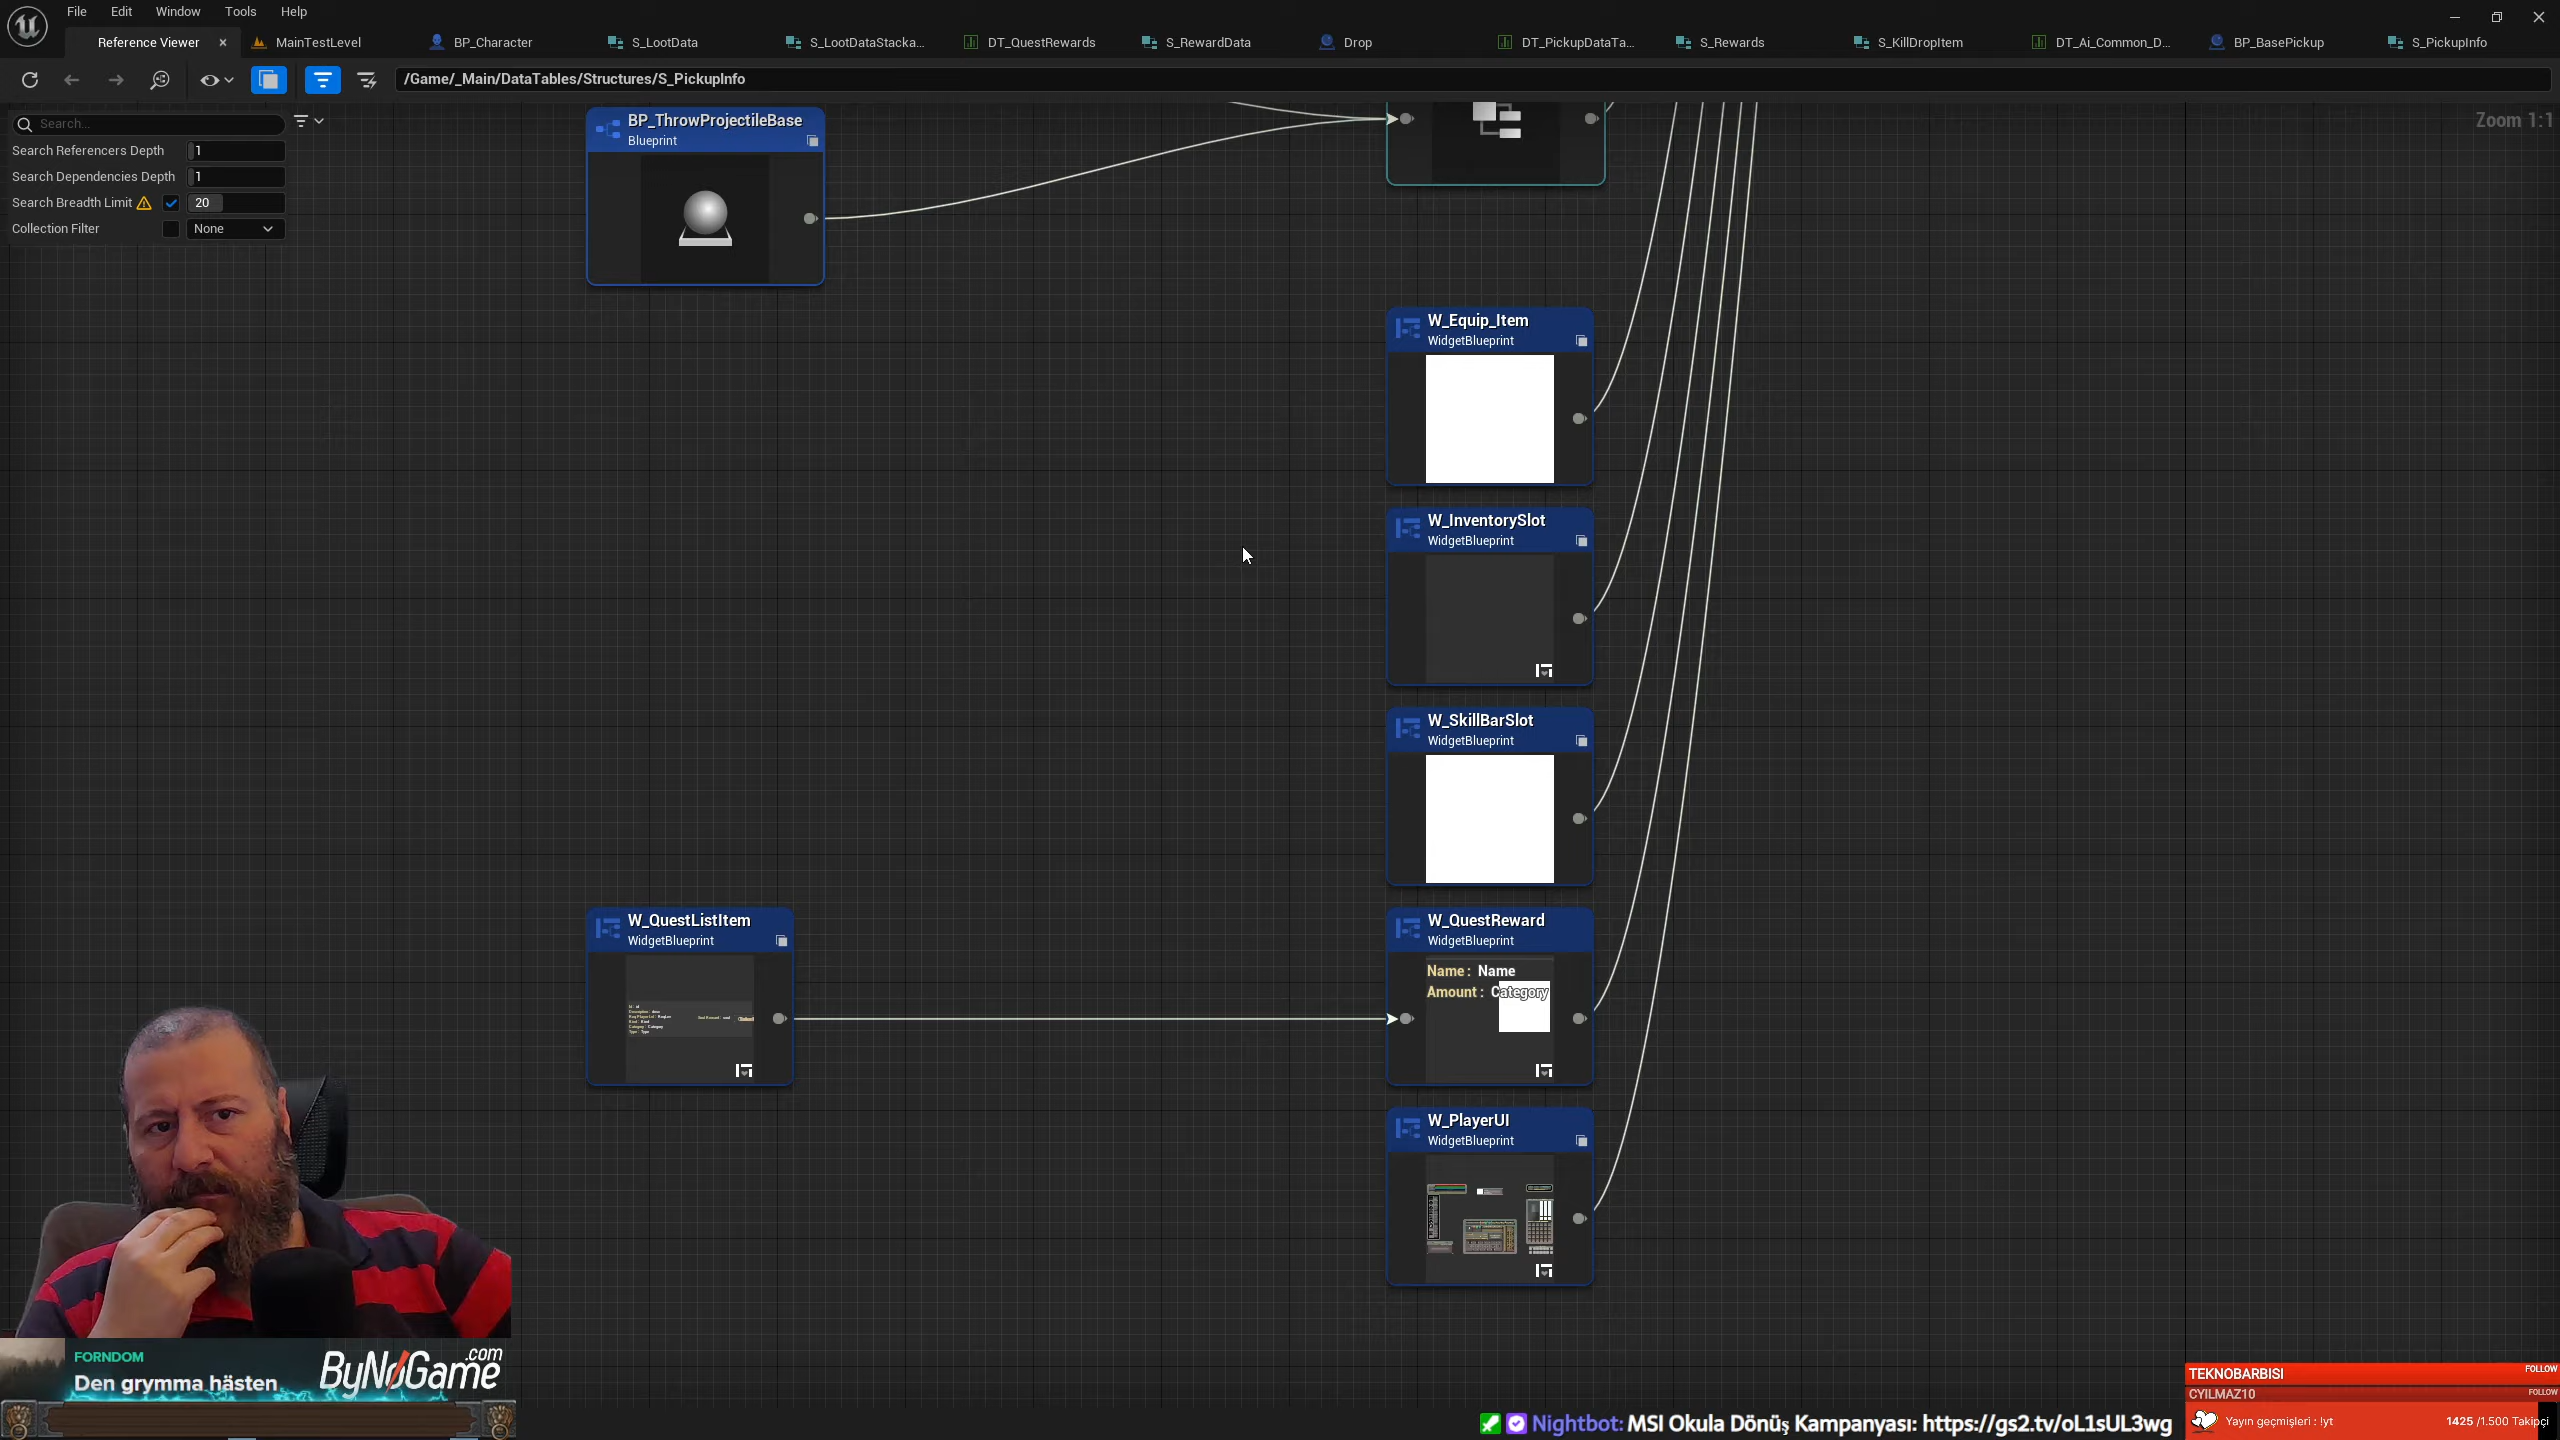 File Edit Window Tools Help
Reference Viewer × MainTestLevel BP_Character S_LootData S_LootDataStacka... DT_QuestRewards S_RewardData Drop DT_PickupDataTa... S_Rewards S_KillDropItem DT_Ai_Common_D... BP_BasePickup S_PickupInfo
/Game/_Main/DataTables/Structures/S_PickupInfo
Search...
Zoom 1:1
Search Referencers Depth 1
Search Dependencies Depth 1
Search Breadth Limit 20
Collection Filter None
BP_ThrowProjectileBase
Blueprint
W_Equip_Item
WidgetBlueprint
W_InventorySlot
WidgetBlueprint
W_SkillBarSlot
WidgetBlueprint
W_QuestListItem
WidgetBlueprint
W_QuestReward
WidgetBlueprint
Name : Name
Amount : Category
W_PlayerUI
WidgetBlueprint
FORNDOM
Den grymma hästen
ByNoGame.com
TEKNOBARBISI FOLLOW
CYILMAZ10 FOLLOW
Yayın geçmişleri : !yt 1425 /1.500 Takipçi
Nightbot: MSI Okula Dönüş Kampanyası: https://gs2.tv/oL1sUL3wg